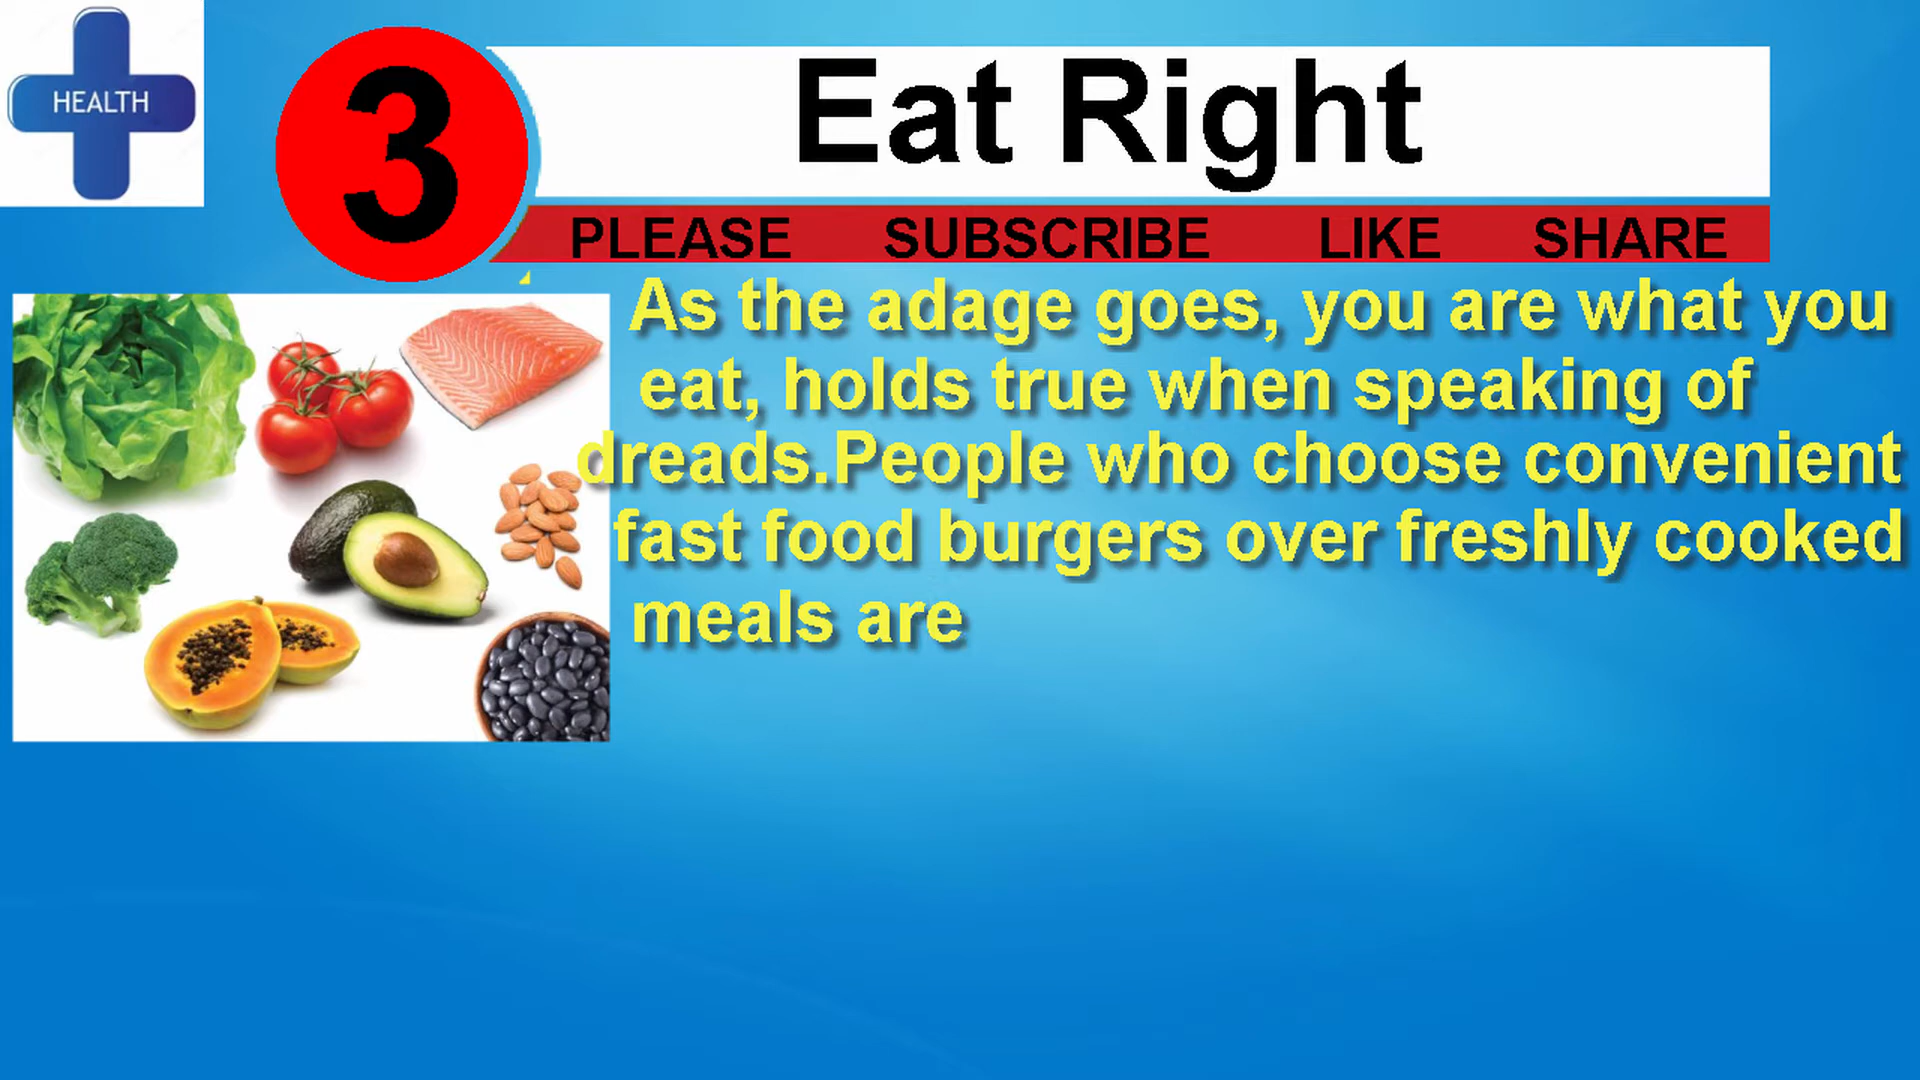 HEALTH
3
Eat Right
PLEASE SUBSCRIBE LIKE SHARE
As the adage goes, you are what you
eat, holds true when speaking of
dreads.People who choose convenient
fast food burgers over freshly cooked
meals are